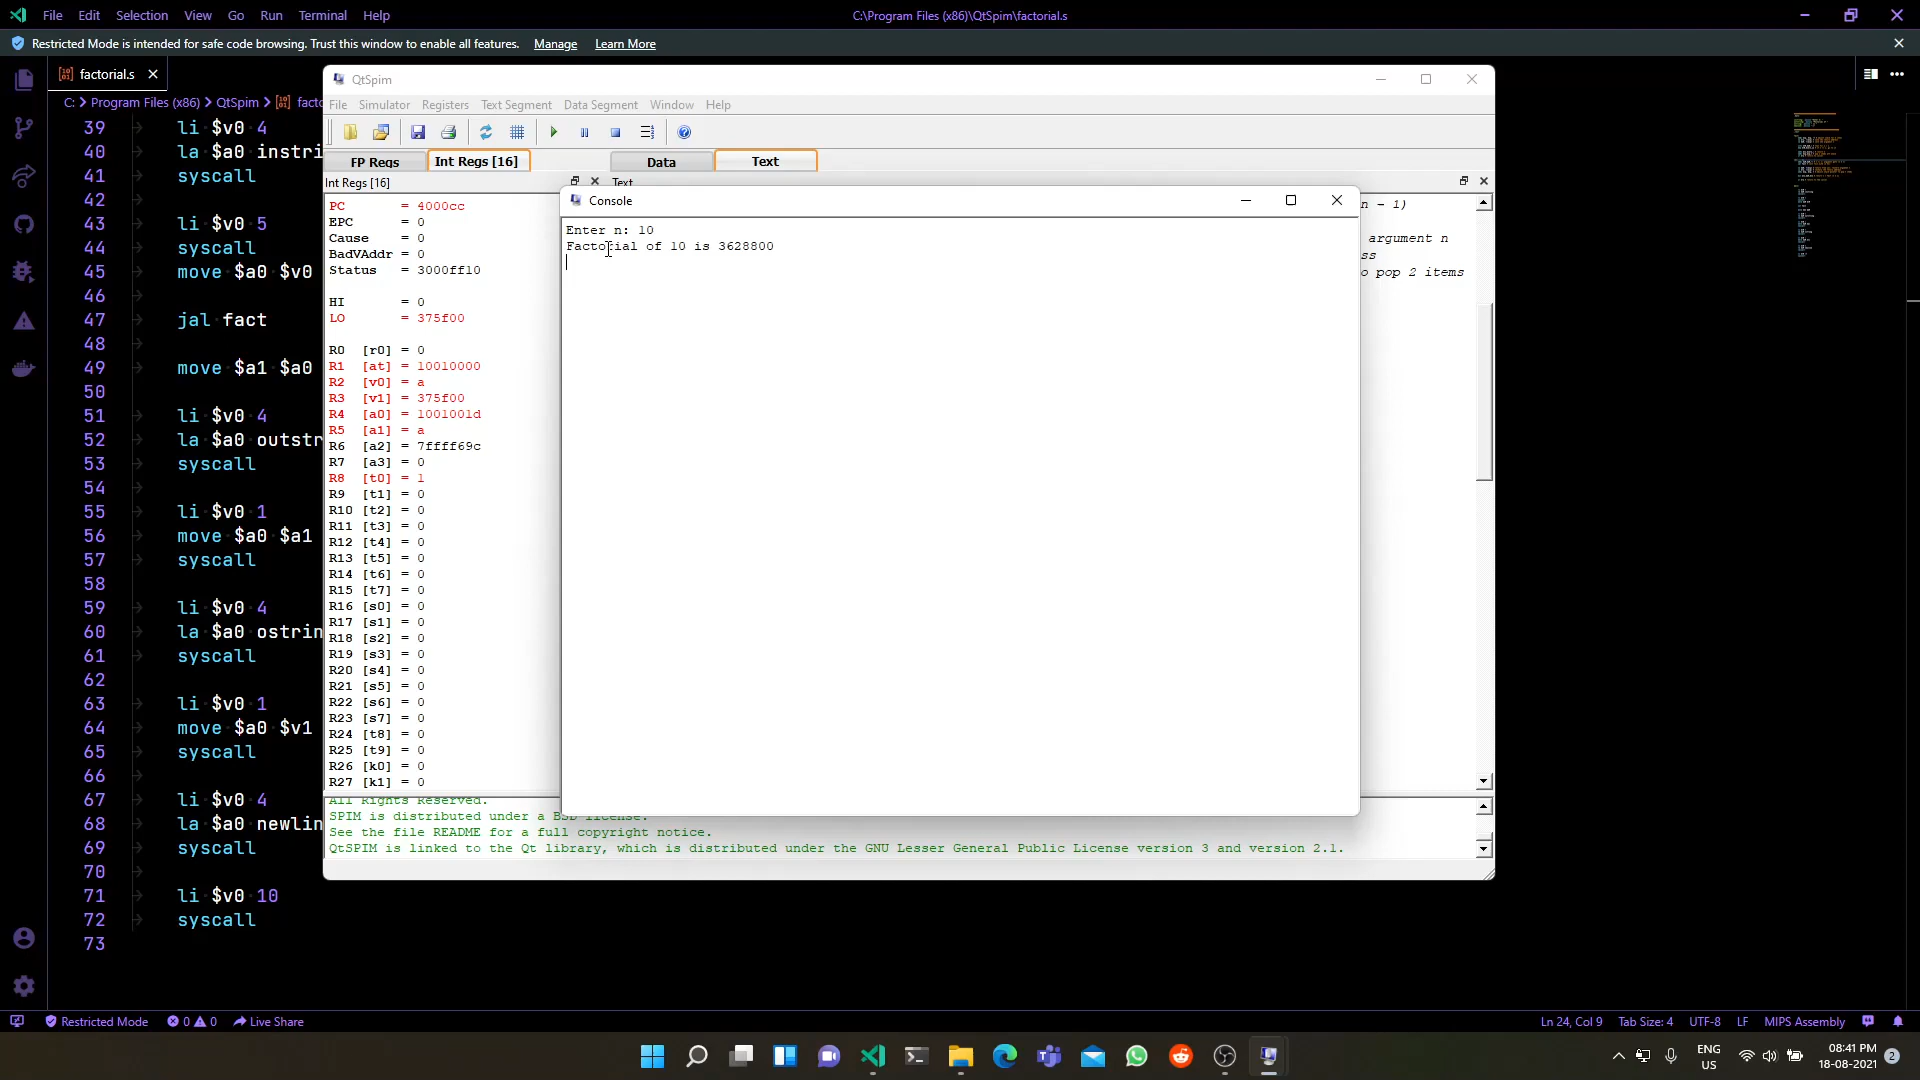 File Edit Selection View Go Run Terminal Help
C:\Program Files (x86)\QtSpim\factorial.s
Restricted Mode is intended for safe code browsing. Trust this window to enable all features. Manage Learn More
factorial.s
C: > Program Files (x86) > QtSpim > facto
39 li $v0 4
40 la $a0 instri
41 syscall
42
43 li $v0 5
44 syscall
45 move $a0 $v0
46
47 jal fact
48
49 move $a1 $a0
50
51 li $v0 4
52 la $a0 outstr
53 syscall
54
55 li $v0 1
56 move $a0 $a1
57 syscall
58
59 li $v0 4
60 la $a0 ostrin
61 syscall
62
63 li $v0 1
64 move $a0 $v1
65 syscall
66
67 li $v0 4
68 la $a0 newlin
69 syscall
70
71 li $v0 10
72 syscall
73
QtSpim
File Simulator Registers Text Segment Data Segment Window Help
FP Regs Int Regs [16] Data Text
Int Regs [16] Text
PC = 4000cc
EPC = 0
Cause = 0
BadVAddr = 0
Status = 3000ff10
HI = 0
LO = 375f00
R0 [r0] = 0
R1 [at] = 10010000
R2 [v0] = a
R3 [v1] = 375f00
R4 [a0] = 1001001d
R5 [a1] = a
R6 [a2] = 7ffff69c
R7 [a3] = 0
R8 [t0] = 1
R9 [t1] = 0
R10 [t2] = 0
R11 [t3] = 0
R12 [t4] = 0
R13 [t5] = 0
R14 [t6] = 0
R15 [t7] = 0
R16 [s0] = 0
R17 [s1] = 0
R18 [s2] = 0
R19 [s3] = 0
R20 [s4] = 0
R21 [s5] = 0
R22 [s6] = 0
R23 [s7] = 0
R24 [t8] = 0
R25 [t9] = 0
R26 [k0] = 0
R27 [k1] = 0
Console
Enter n: 10
Factorial of 10 is 3628800
n - 1)
argument n
ss
o pop 2 items
All Rights Reserved.
SPIM is distributed under a BSD license.
See the file README for a full copyright notice.
QtSPIM is linked to the Qt library, which is distributed under the GNU Lesser General Public License version 3 and version 2.1.
Restricted Mode 0 0 Live Share
Ln 24, Col 9 Tab Size: 4 UTF-8 LF MIPS Assembly
ENG
US
08:41 PM
18-08-2021
2